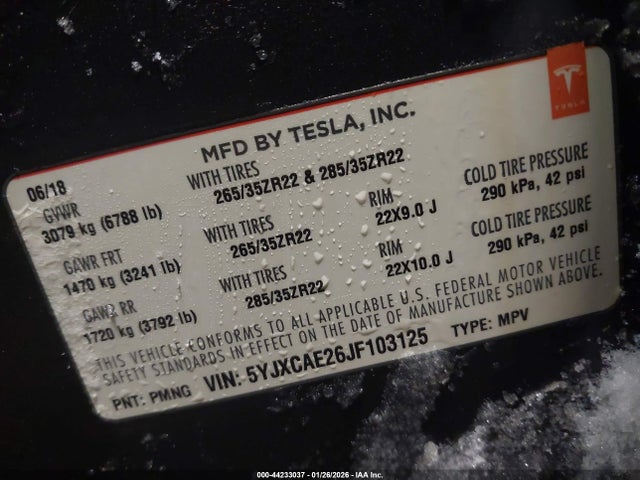 TESLA
MFD BY TESLA, INC.
06/18
GVWR WITH TIRES COLD TIRE PRESSURE
3079 kg (6788 lb) 265/35ZR22 & 285/35ZR22 RIM 290 kPa, 42 psi
GAWR FRT WITH TIRES 22X9.0 J COLD TIRE PRESSURE
1470 kg (3241 lb) 265/35ZR22 RIM 290 kPa, 42 psi
GAWR RR WITH TIRES 22X10.0 J
1720 kg (3792 lb) 285/35ZR22
THIS VEHICLE CONFORMS TO ALL APPLICABLE U.S. FEDERAL MOTOR VEHICLE
SAFETY STANDARDS IN EFFECT ON THE DATE OF MANUFACTURE SHOWN ABOVE.
PNT: PMNG VIN: 5YJXCAE26JF103125 TYPE: MPV
000-44233037 - 01/26/2026 - IAA Inc.